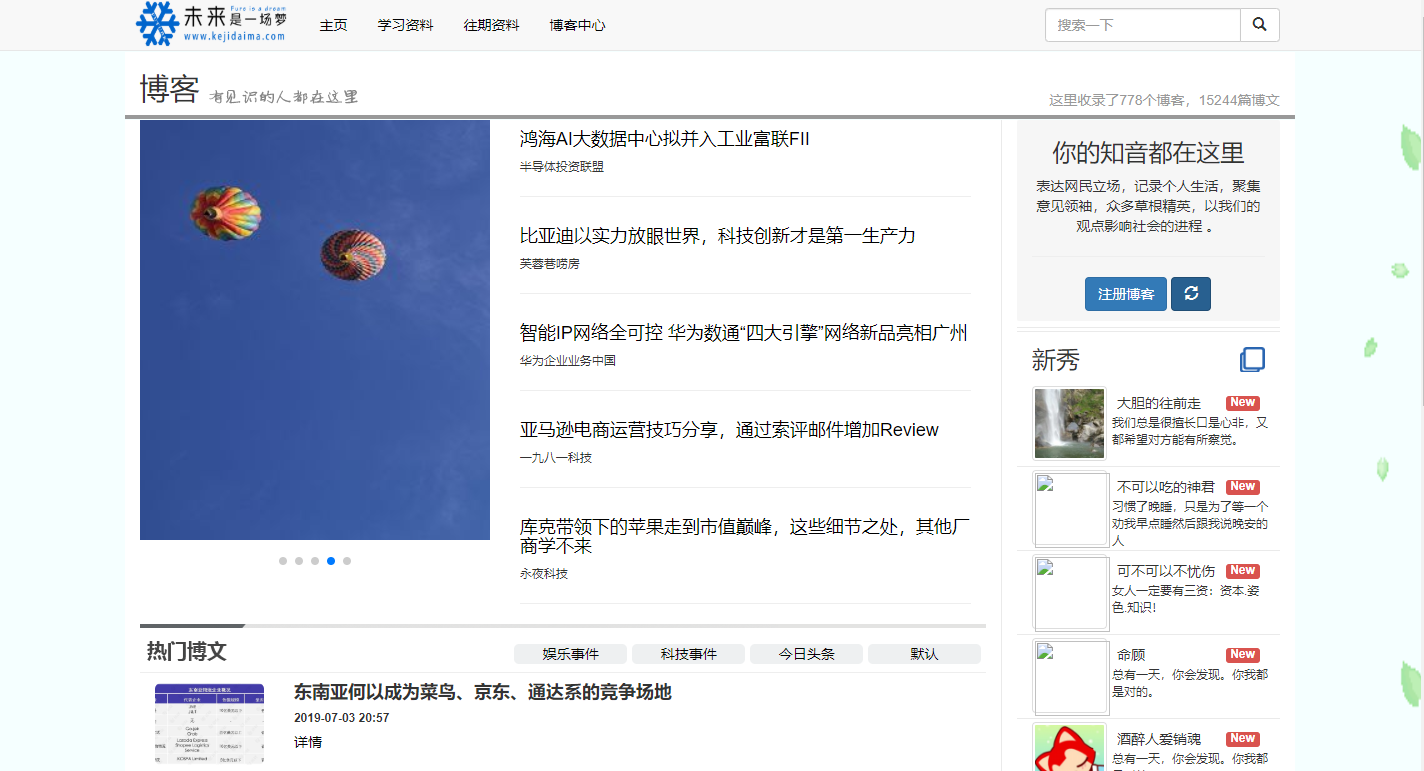 未来是一场梦
Fure is a dream
www.kejidaima.com
主页
学习资料
往期资料
博客中心
搜索一下
博客 有见识的人都在这里
这里收录了778个博客，15244篇博文
鸿海AI大数据中心拟并入工业富联FII
半导体投资联盟
比亚迪以实力放眼世界，科技创新才是第一生产力
芙蓉巷唠房
智能IP网络全可控 华为数通“四大引擎”网络新品亮相广州
华为企业业务中国
亚马逊电商运营技巧分享，通过索评邮件增加Review
一九八一科技
库克带领下的苹果走到市值巅峰，这些细节之处，其他厂
商学不来
永夜科技
你的知音都在这里
表达网民立场，记录个人生活，聚集
意见领袖，众多草根精英，以我们的
观点影响社会的进程 。
注册博客
新秀
大胆的往前走 New
我们总是很擅长口是心非，又
都希望对方能有所察觉。
不可以吃的神君 New
习惯了晚睡，只是为了等一个
劝我早点睡然后跟我说晚安的
人
可不可以不忧伤 New
女人一定要有三资：资本.姿
色.知识!
命顾 New
总有一天，你会发现。你我都
是对的。
酒醉人爱销魂 New
总有一天，你会发现。你我都
热门博文
娱乐事件
科技事件
今日头条
默认
东南亚何以成为菜鸟、京东、通达系的竞争场地
2019-07-03 20:57
详情